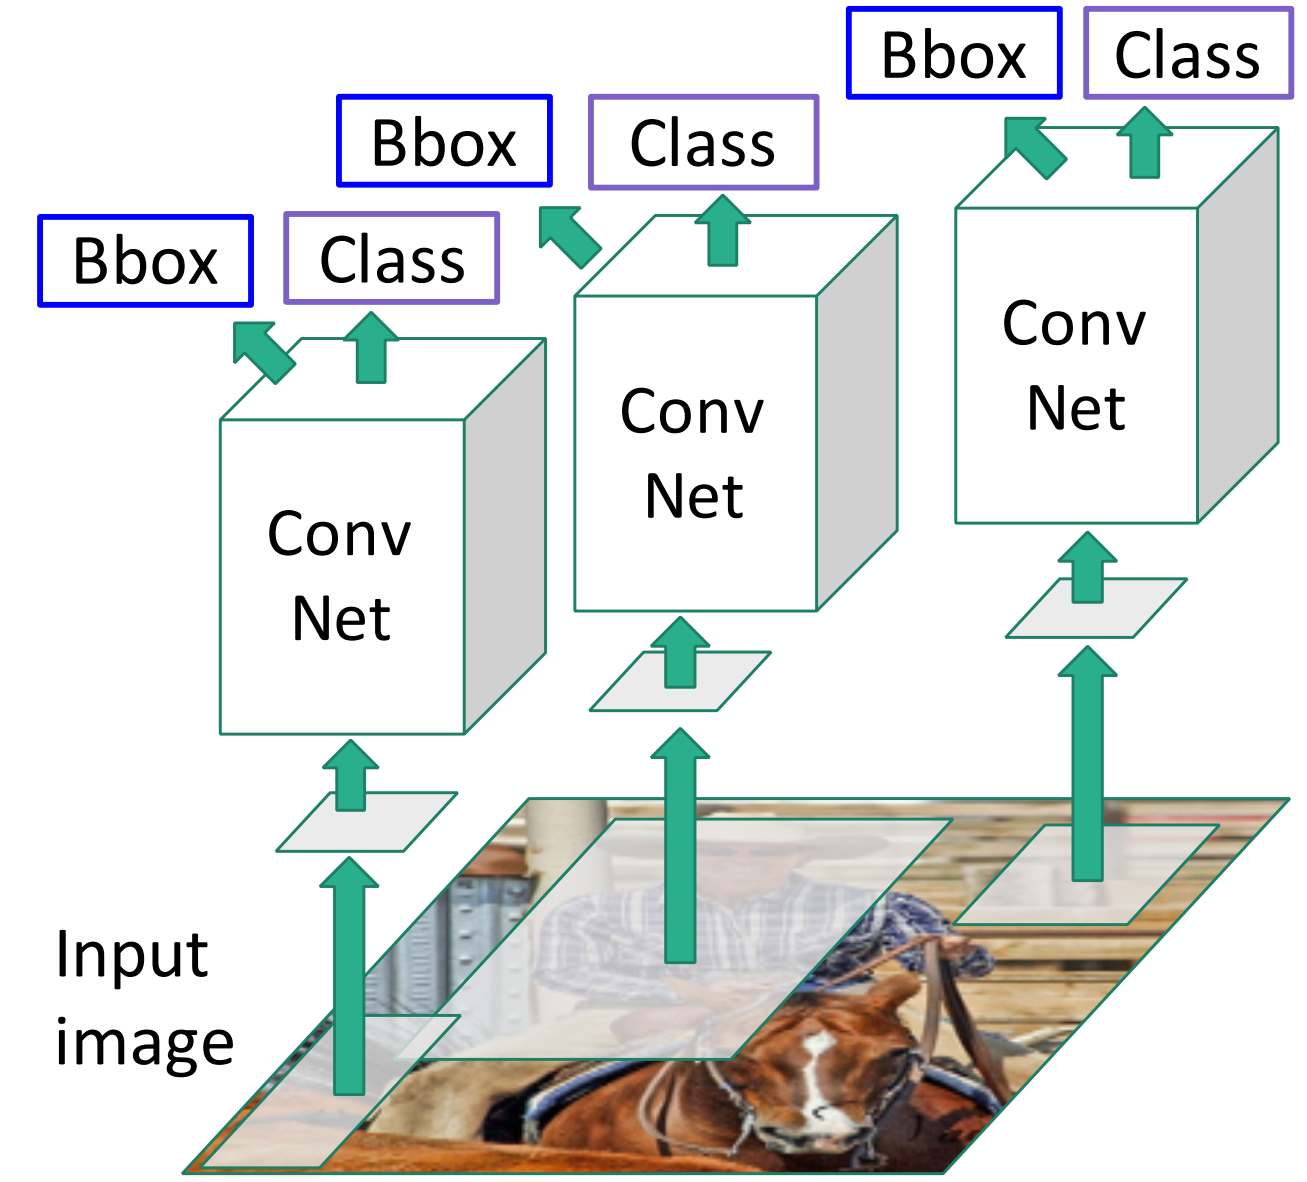 Bbox Class
Bbox Class
Bbox Class
Conv
Net
Conv
Net
Conv
Net
Input
image